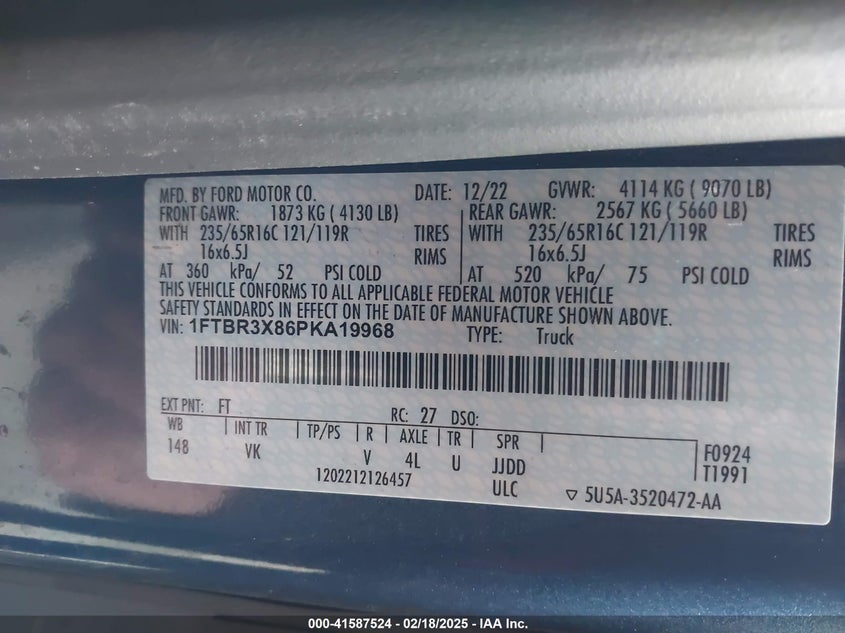 MFD. BY FORD MOTOR CO. DATE: 12/22 GVWR: 4114 KG ( 9070 LB)
FRONT GAWR: 1873 KG ( 4130 LB) REAR GAWR: 2567 KG ( 5660 LB)
WITH 235/65R16C 121/119R TIRES WITH 235/65R16C 121/119R TIRES
16x6.5J RIMS 16x6.5J RIMS
AT 360 kPa/ 52 PSI COLD AT 520 kPa/ 75 PSI COLD
THIS VEHICLE CONFORMS TO ALL APPLICABLE FEDERAL MOTOR VEHICLE
SAFETY STANDARDS IN EFFECT ON THE DATE OF MANUFACTURE SHOWN ABOVE.
VIN: 1FTBR3X86PKA19968 TYPE: Truck
EXT PNT: FT RC: 27 DSO:
WB INT TR TP/PS R AXLE TR SPR F0924
148 VK V 4L U JJDD T1991
1202212126457 ULC ▽ 5U5A-3520472-AA
000-41587524 - 02/18/2025 - IAA Inc.